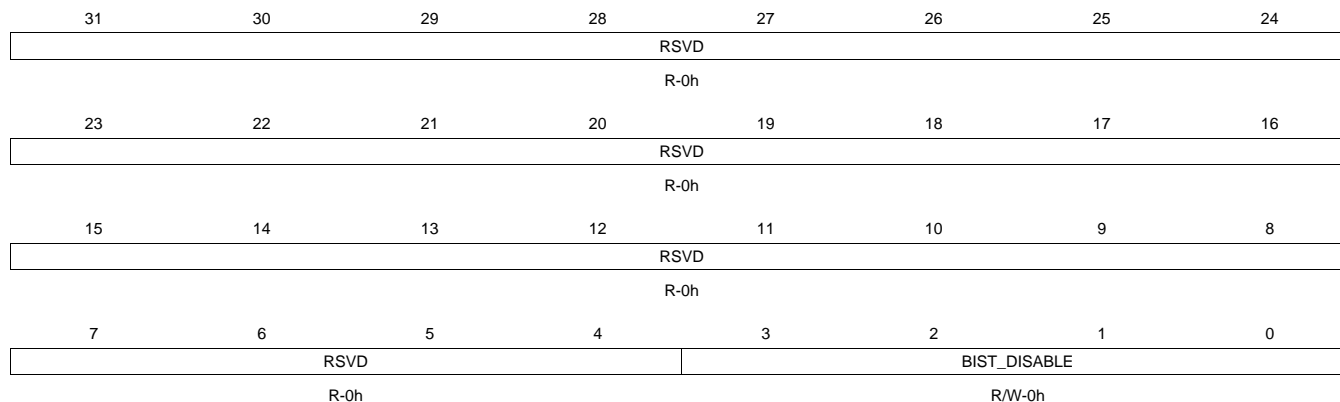 31 30 29 28 27 26 25 24
RSVD
R-0h
23 22 21 20 19 18 17 16
RSVD
R-0h
15 14 13 12 11 10 9 8
RSVD
R-0h
7 6 5 4 3 2 1 0
RSVD BIST_DISABLE
R-0h R/W-0h